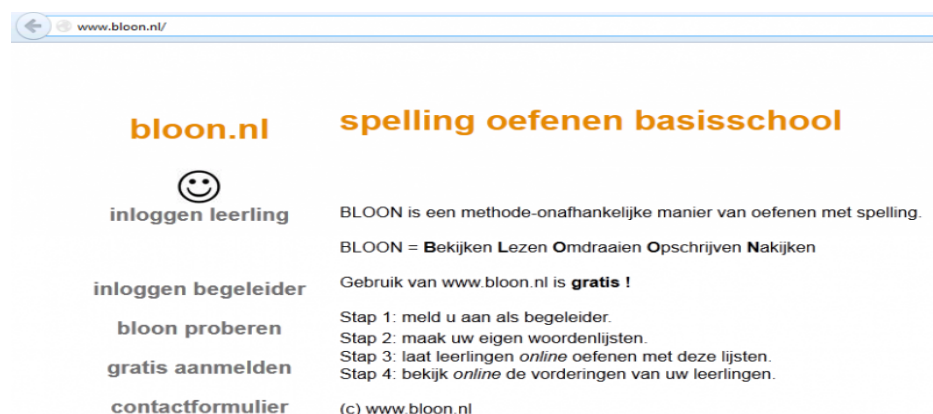 www.bloon.nl/
bloon.nl
spelling oefenen basisschool
inloggen leerling
BLOON is een methode-onafhankelijke manier van oefenen met spelling.
BLOON = Bekijken Lezen Omdraaien Opschrijven Nakijken
inloggen begeleider
Gebruik van www.bloon.nl is gratis !
bloon proberen
Stap 1: meld u aan als begeleider.
Stap 2: maak uw eigen woordenlijsten.
gratis aanmelden
Stap 3: laat leerlingen online oefenen met deze lijsten.
Stap 4: bekijk online de vorderingen van uw leerlingen.
contactformulier
(c) www.bloon.nl